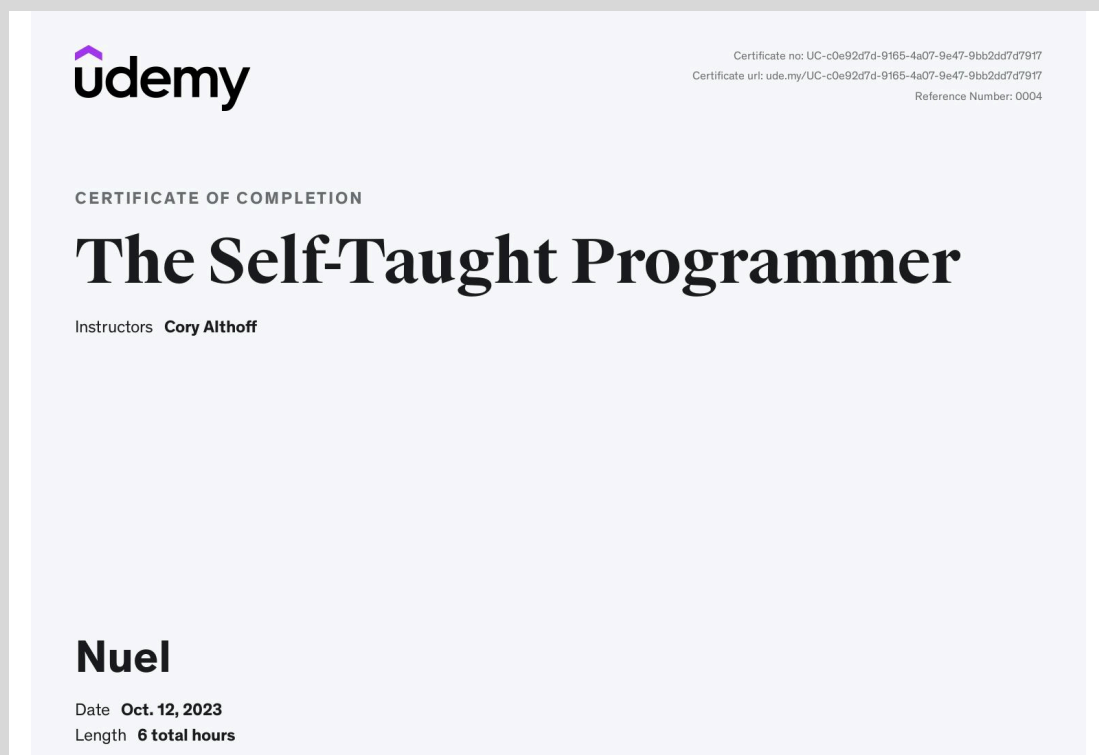 udemy
Certificate no: UC-c0e92d7d-9165-4a07-9e47-9bb2dd7d7917
Certificate url: ude.my/UC-c0e92d7d-9165-4a07-9e47-9bb2dd7d7917
Reference Number: 0004
CERTIFICATE OF COMPLETION
The Self-Taught Programmer
Instructors Cory Althoff
Nuel
Date Oct. 12, 2023
Length 6 total hours